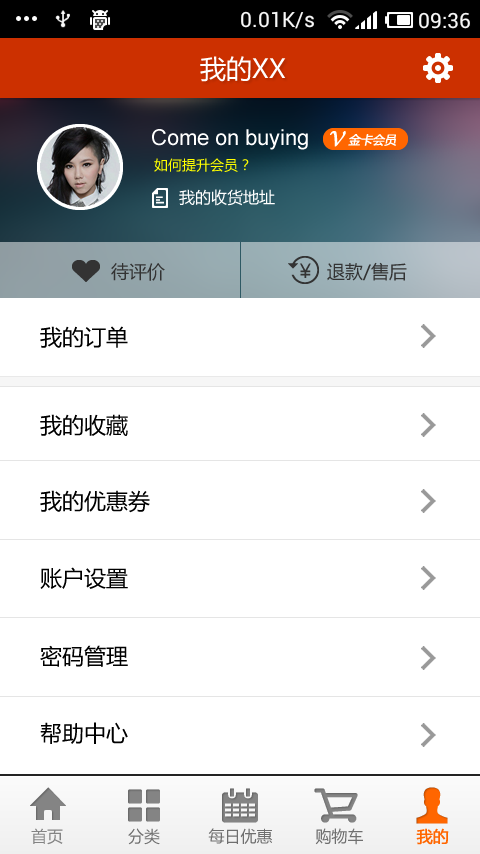 0.01K/s 09:36
我的XX
Come on buying V 金卡会员
如何提升会员？
我的收货地址
待评价 退款/售后
我的订单
我的收藏
我的优惠券
账户设置
密码管理
帮助中心
首页 分类 每日优惠 购物车 我的